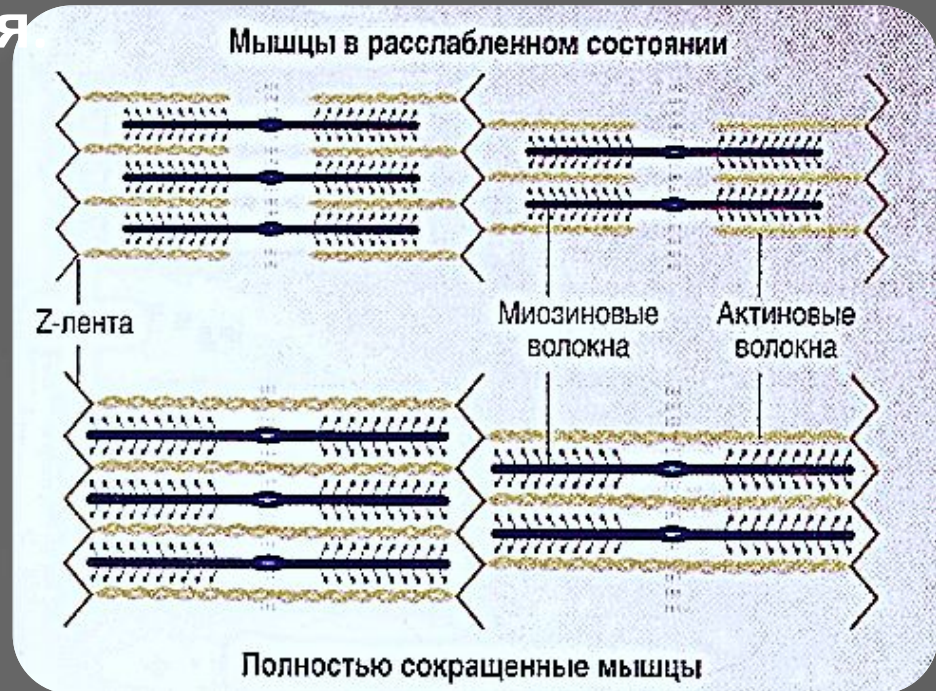 я.
Мышцы в расслабленном состоянии
Z-лента
Миозиновые
волокна
Актиновые
волокна
Полностью сокращенные мышцы